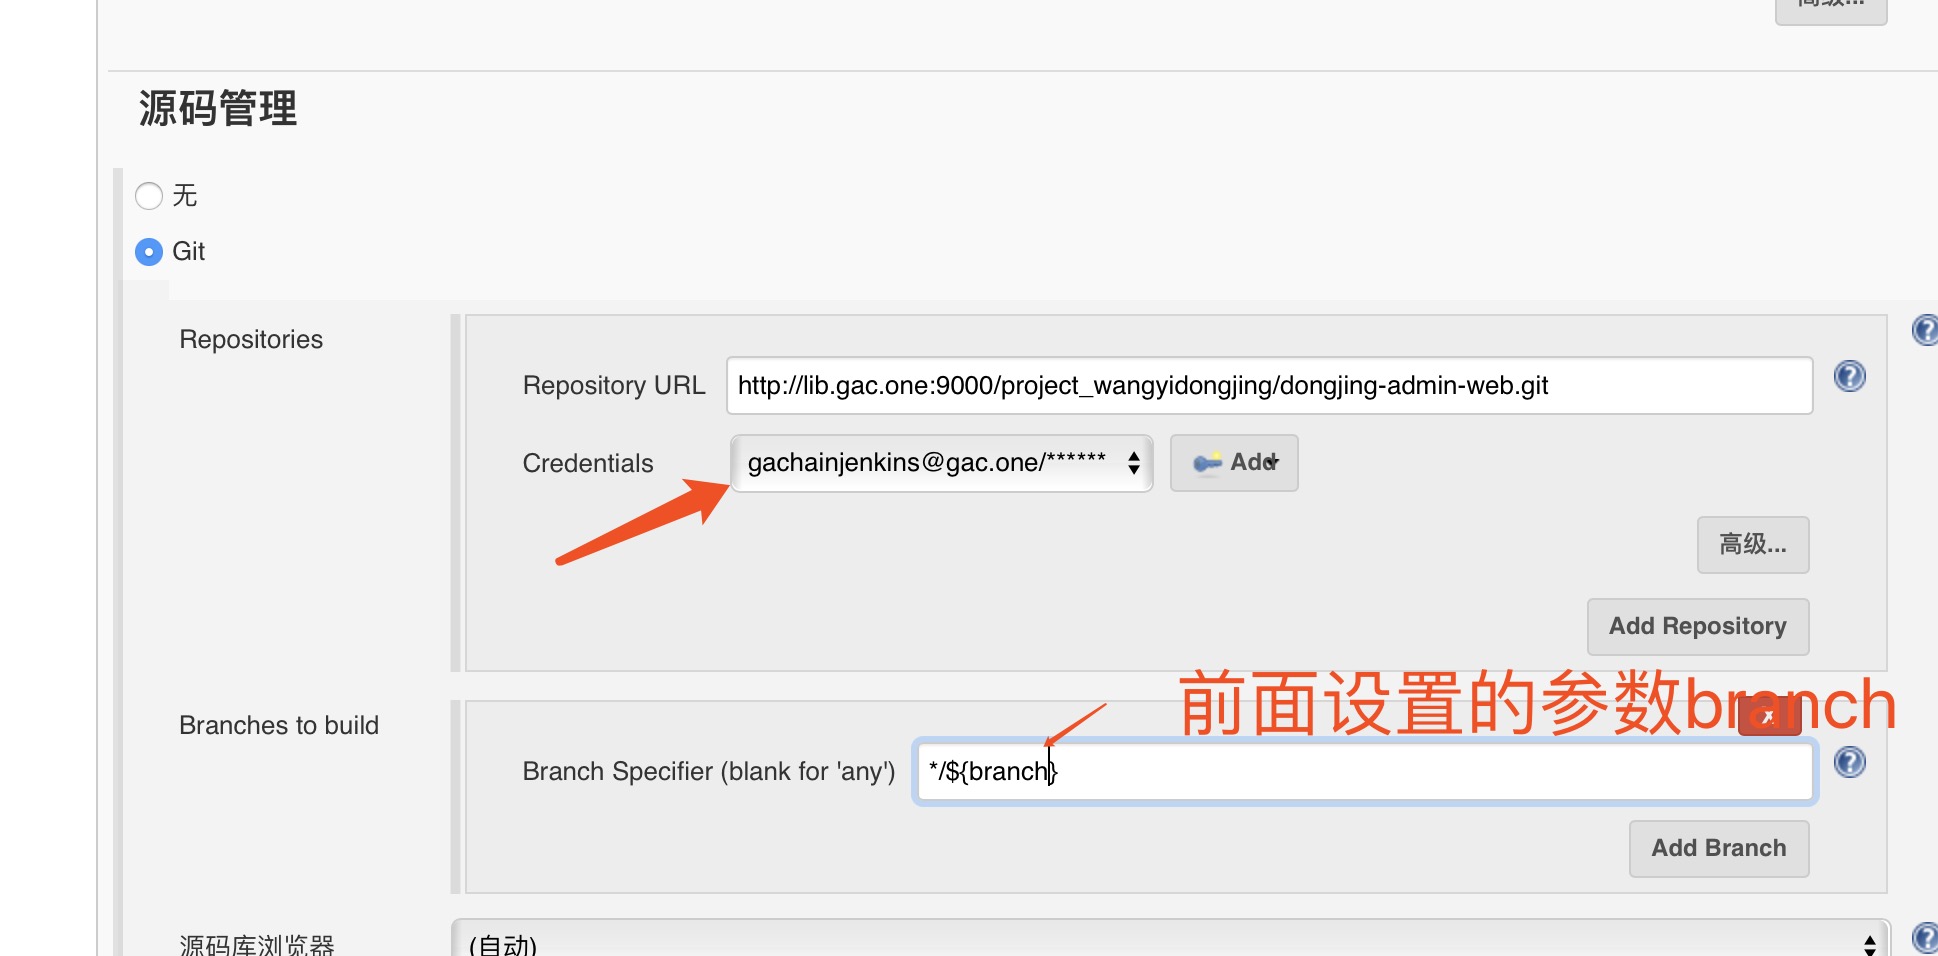 高级...
源码管理
无
Git
Repositories
Repository URL http://lib.gac.one:9000/project_wangyidongjing/dongjing-admin-web.git
Credentials gachainjenkins@gac.one/****** Add
高级...
Add Repository
前面设置的参数branch
X
Branches to build
Branch Specifier (blank for 'any') */${branch}
Add Branch
源码库浏览器 (自动)